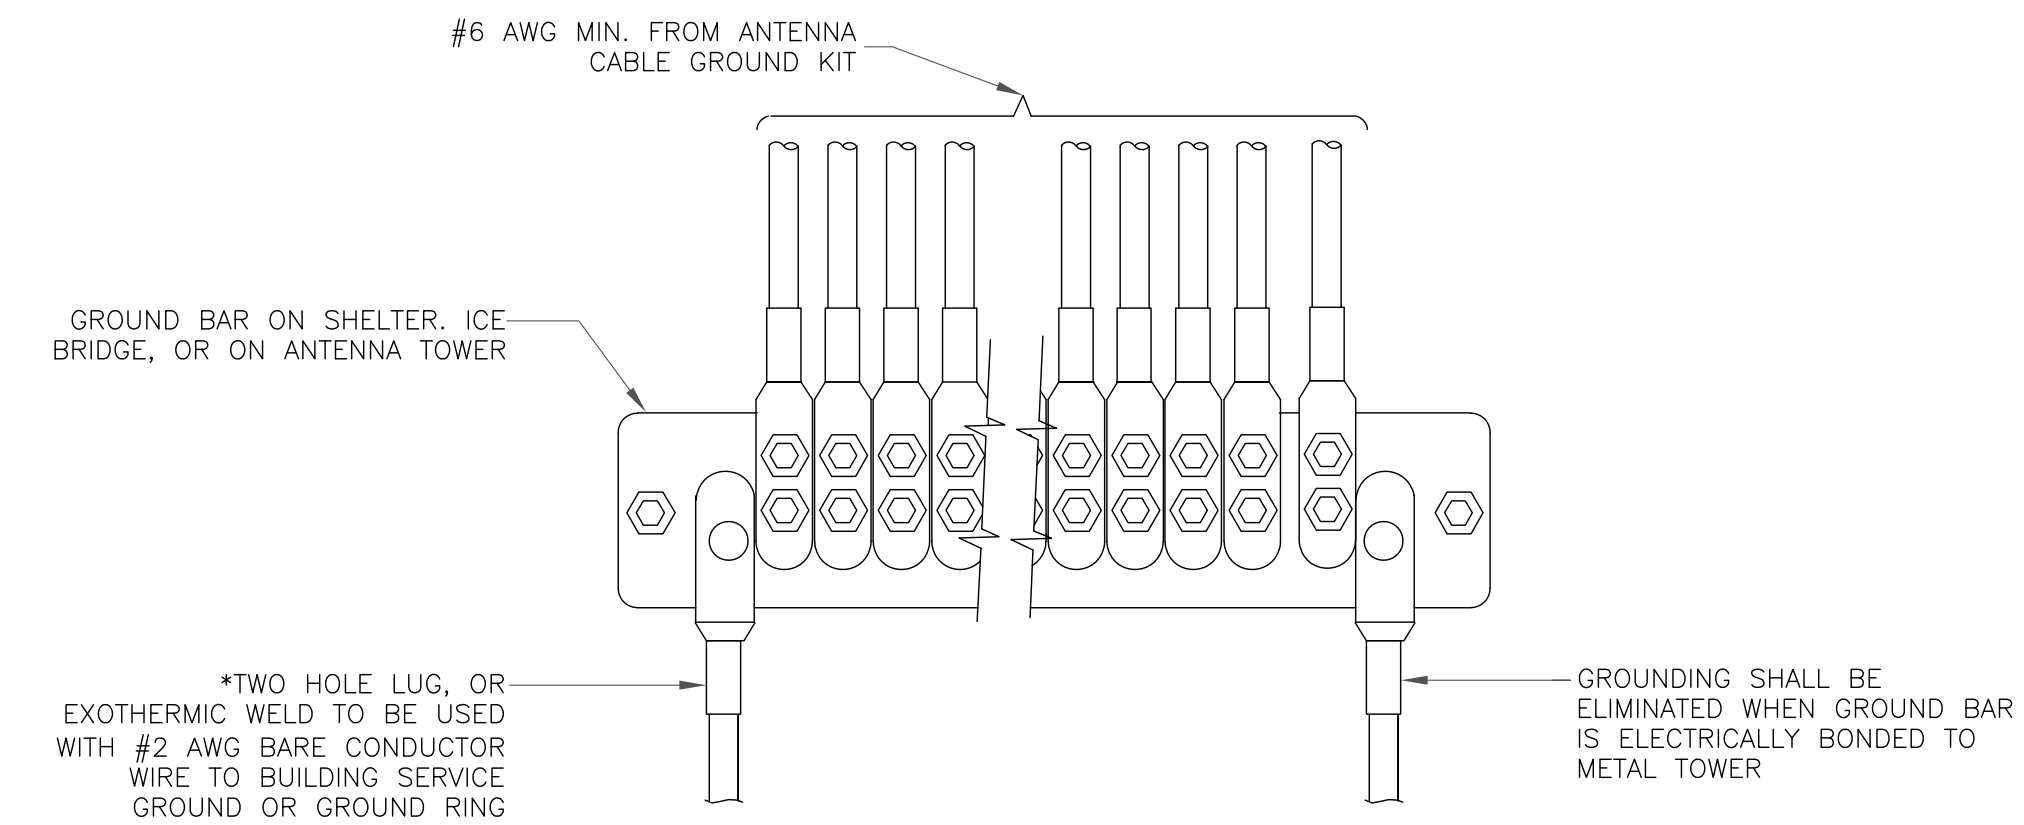 #6 AWG MIN. FROM ANTENNA
CABLE GROUND KIT
GROUND BAR ON SHELTER. ICE
BRIDGE, OR ON ANTENNA TOWER
*TWO HOLE LUG, OR
EXOTHERMIC WELD TO BE USED
WITH #2 AWG BARE CONDUCTOR
WIRE TO BUILDING SERVICE
GROUND OR GROUND RING
GROUNDING SHALL BE
ELIMINATED WHEN GROUND BAR
IS ELECTRICALLY BONDED TO
METAL TOWER